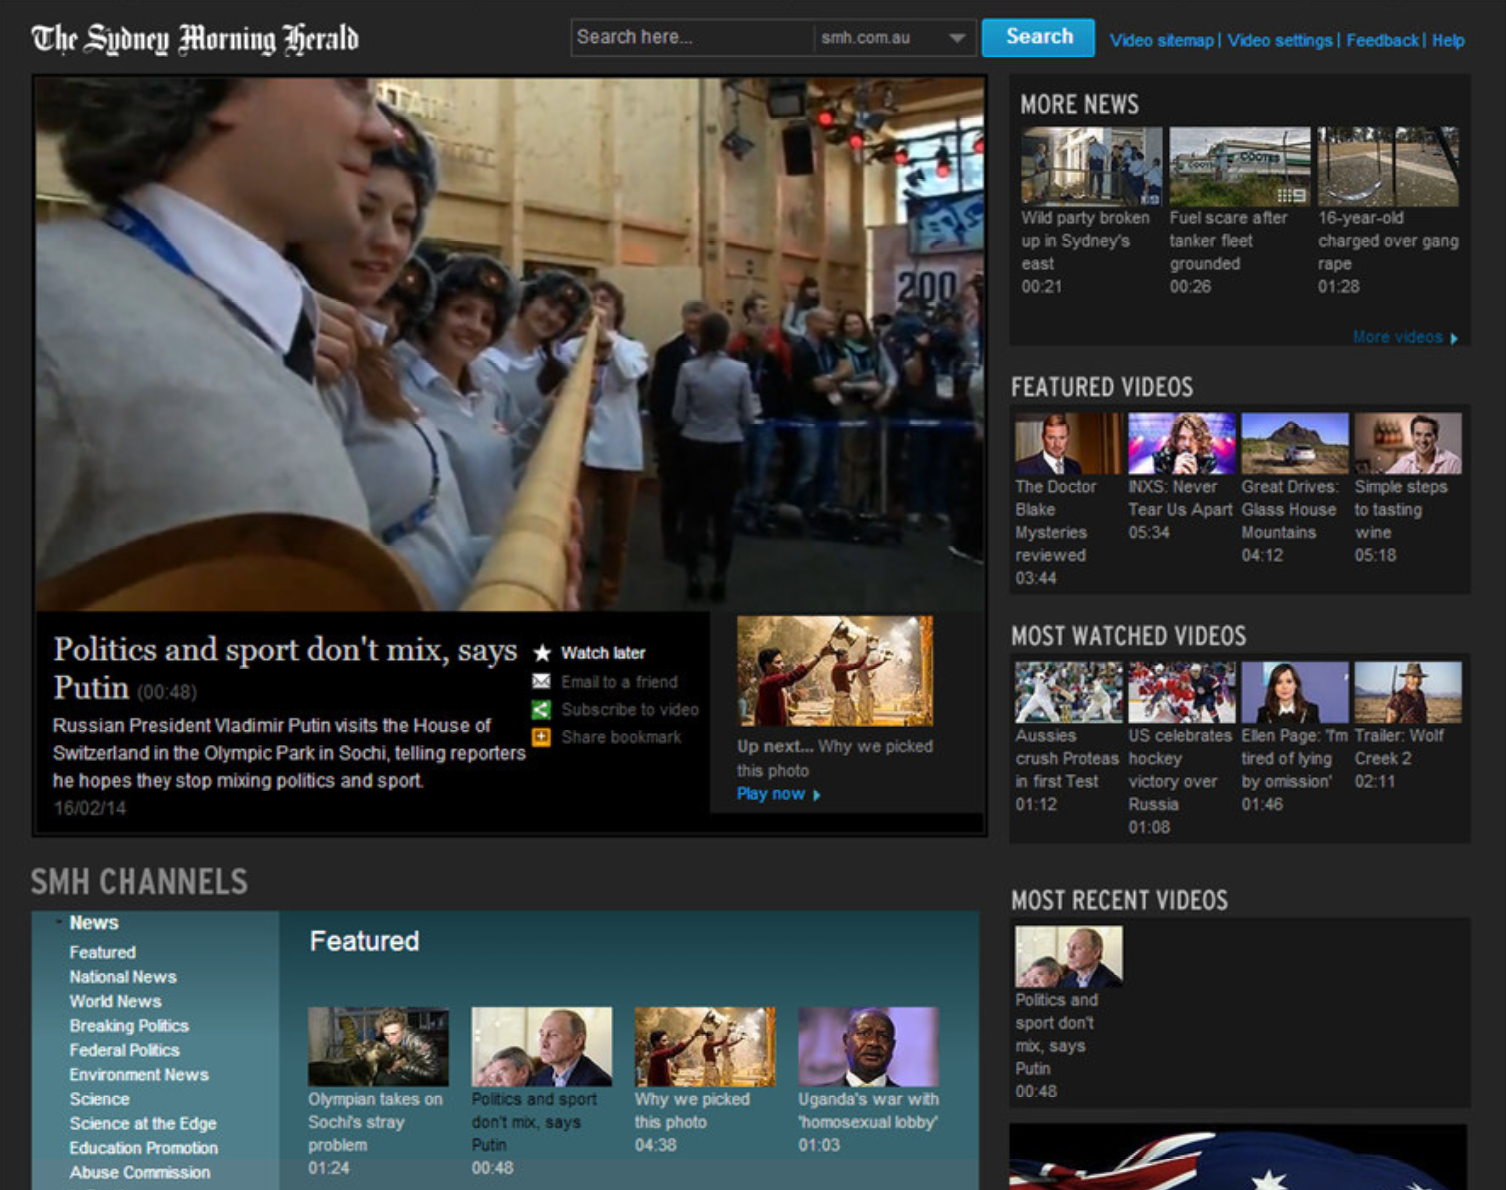 The Sydney Morning Herald
Search here...
smh.com.au
Search
Video sitemap | Video settings | Feedback | Help
200
Politics and sport don't mix, says
Putin (00:48)
Russian President Vladimir Putin visits the House of
Switzerland in the Olympic Park in Sochi, telling reporters
he hopes they stop mixing politics and sport.
16/02/14
Watch later
Email to a friend
Subscribe to video
Share bookmark
Up next... Why we picked
this photo
Play now
MORE NEWS
COOTES
Wild party broken
up in Sydney's
east
00:21
Fuel scare after
tanker fleet
grounded
00:26
16-year-old
charged over gang
rape
01:28
More videos
FEATURED VIDEOS
The Doctor
Blake
Mysteries
reviewed
03:44
INXS: Never
Tear Us Apart
05:34
Great Drives:
Glass House
Mountains
04:12
Simple steps
to tasting
wine
05:18
MOST WATCHED VIDEOS
Aussies
crush Proteas
in first Test
01:12
US celebrates
hockey
victory over
Russia
01:08
Ellen Page: 'I'm
tired of lying
by omission'
01:46
Trailer: Wolf
Creek 2
02:11
SMH CHANNELS
News
Featured
National News
World News
Breaking Politics
Federal Politics
Environment News
Science
Science at the Edge
Education Promotion
Abuse Commission
Featured
Olympian takes on
Sochi's stray
problem
01:24
Politics and sport
don't mix, says
Putin
00:48
Why we picked
this photo
04:38
Uganda's war with
'homosexual lobby'
01:03
MOST RECENT VIDEOS
Politics and
sport don't
mix, says
Putin
00:48